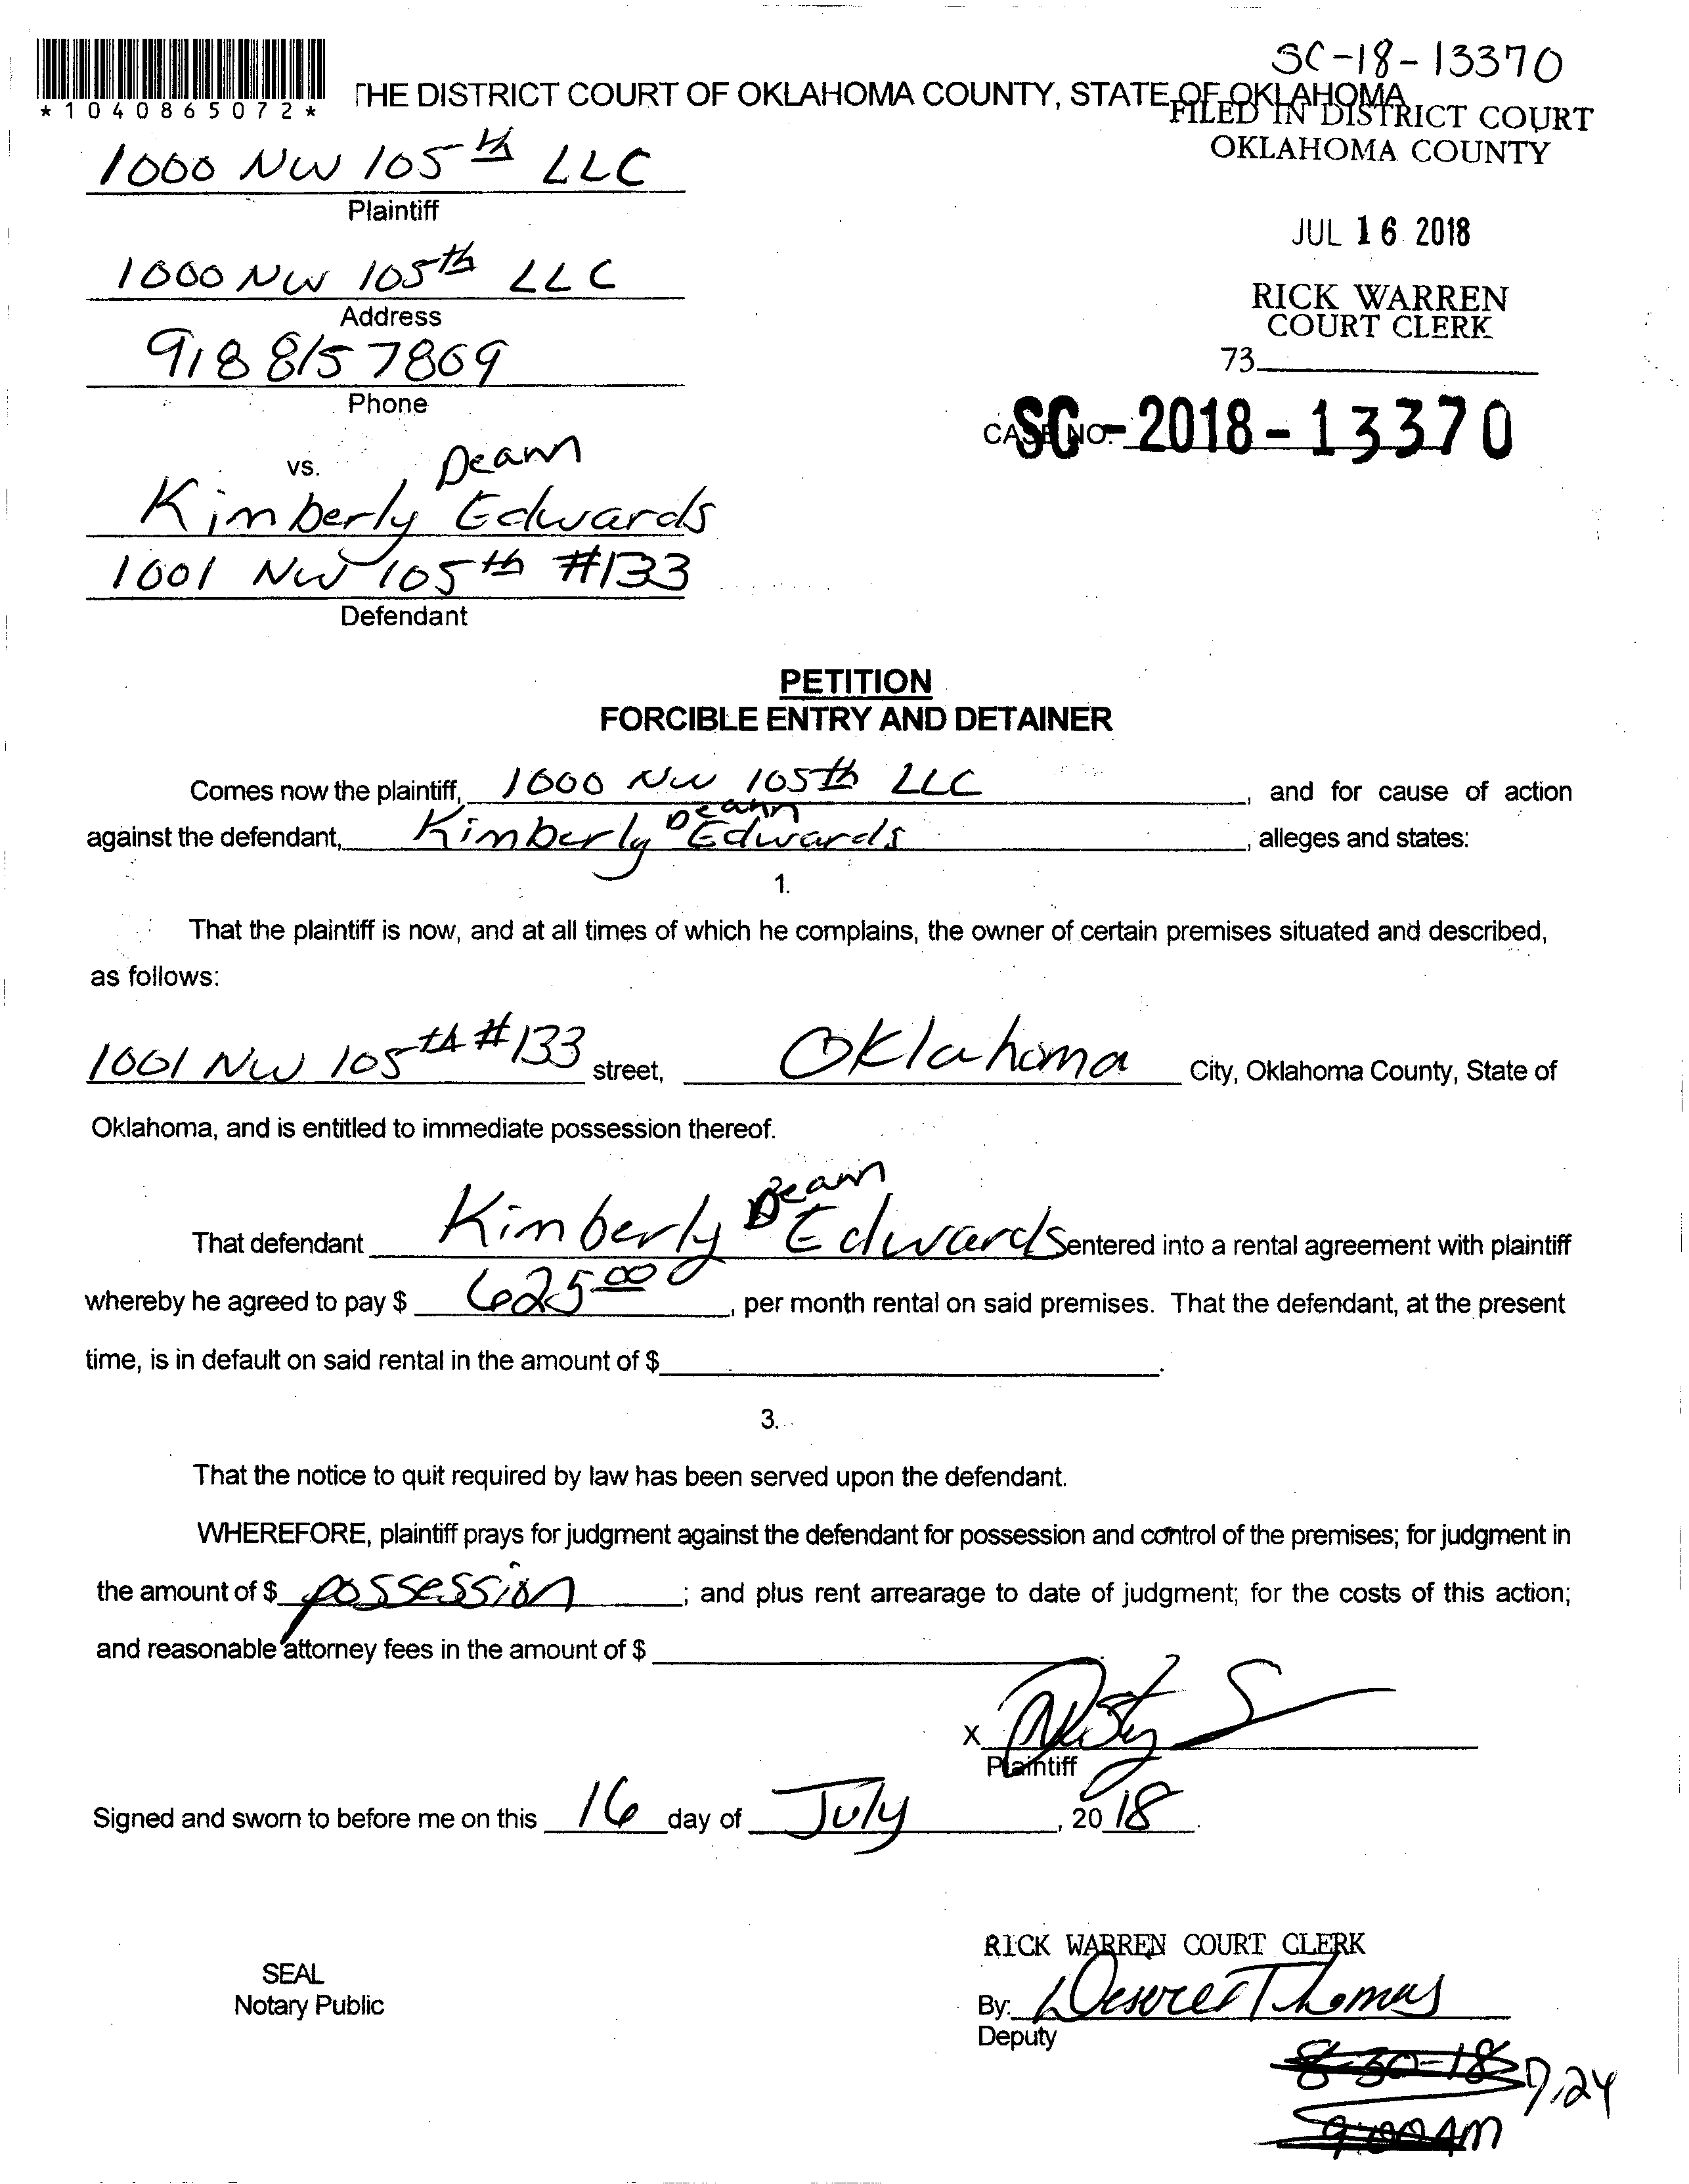 SC-18-13370
*1040865072*
THE DISTRICT COURT OF OKLAHOMA COUNTY, STATE OF OKLAHOMA
FILED IN DISTRICT COURT
OKLAHOMA COUNTY
1000 NW 105th LLC
Plaintiff
JUL 16 2018
1000 NW 105th LLC
Address
RICK WARREN
COURT CLERK
918 815 7869
73
Phone
CASE NO. SC-2018-13370
vs.
Deann
Kimberly Edwards
1001 NW 105th #133
Defendant
PETITION
FORCIBLE ENTRY AND DETAINER
Comes now the plaintiff, 1000 NW 105th LLC, and for cause of action
against the defendant, Kimberly Deann Edwards, alleges and states:
1.
That the plaintiff is now, and at all times of which he complains, the owner of certain premises situated and described,
as follows:
1001 NW 105th #133 street, Oklahoma City, Oklahoma County, State of
Oklahoma, and is entitled to immediate possession thereof.
That defendant Kimberly Deann Edwards entered into a rental agreement with plaintiff
whereby he agreed to pay $ 625.00, per month rental on said premises. That the defendant, at the present
time, is in default on said rental in the amount of $ .
3.
That the notice to quit required by law has been served upon the defendant.
WHEREFORE, plaintiff prays for judgment against the defendant for possession and control of the premises; for judgment in
the amount of $ possession; and plus rent arrearage to date of judgment; for the costs of this action;
and reasonable attorney fees in the amount of $
X
Plaintiff
Signed and sworn to before me on this 16 day of July, 2018.
RICK WARREN COURT CLERK
SEAL
Notary Public
By: Thomas
Deputy
8-30-18 7.24
9:00AM